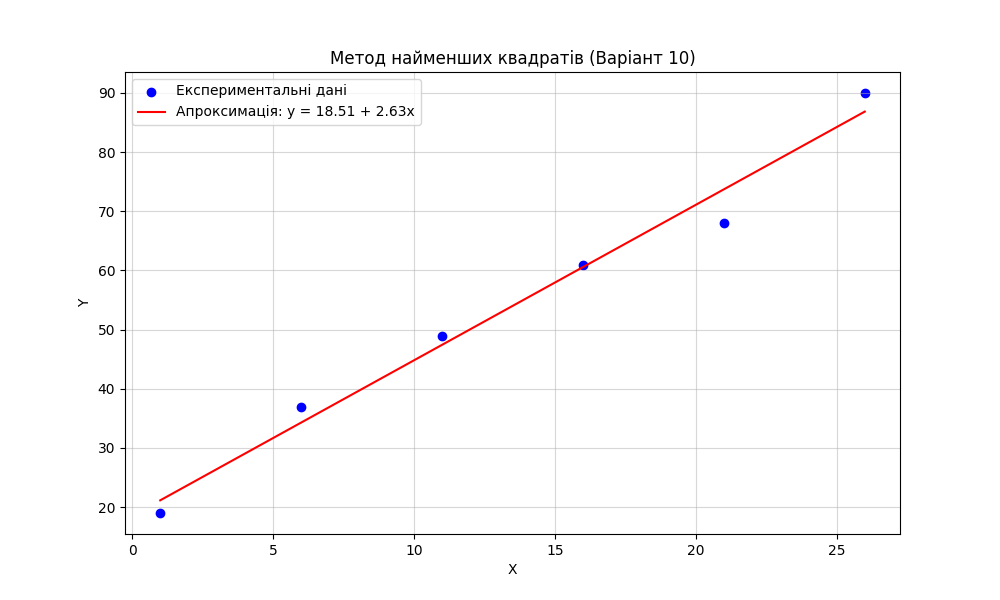 Метод найменших квадратів (Варіант 10)
Експериментальні дані
Апроксимація: y = 18.51 + 2.63x
90
80
70
60
50
40
30
20
Y
0 5 10 15 20 25
X